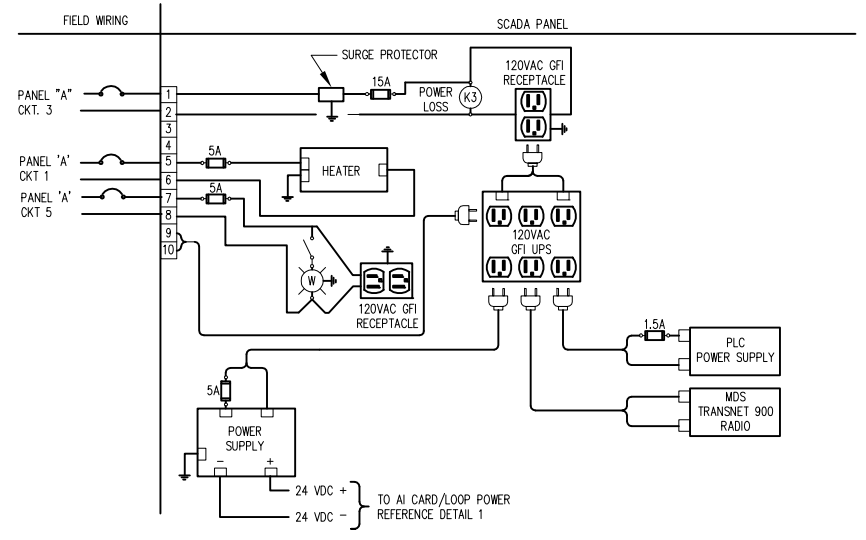 FIELD WIRING
SCADA PANEL
SURGE PROTECTOR
120VAC GFI
RECEPTACLE
15A
POWER
LOSS
K3
PANEL "A"
CKT. 3
1
2
3
4
5
6
7
8
9
10
PANEL 'A'
CKT 1
PANEL 'A'
CKT 5
5A
HEATER
5A
W
120VAC GFI
RECEPTACLE
120VAC
GFI UPS
1.5A
PLC
POWER SUPPLY
MDS
TRANSNET 900
RADIO
5A
POWER
SUPPLY
- +
24 VDC +
24 VDC -
TO AI CARD/LOOP POWER
REFERENCE DETAIL 1